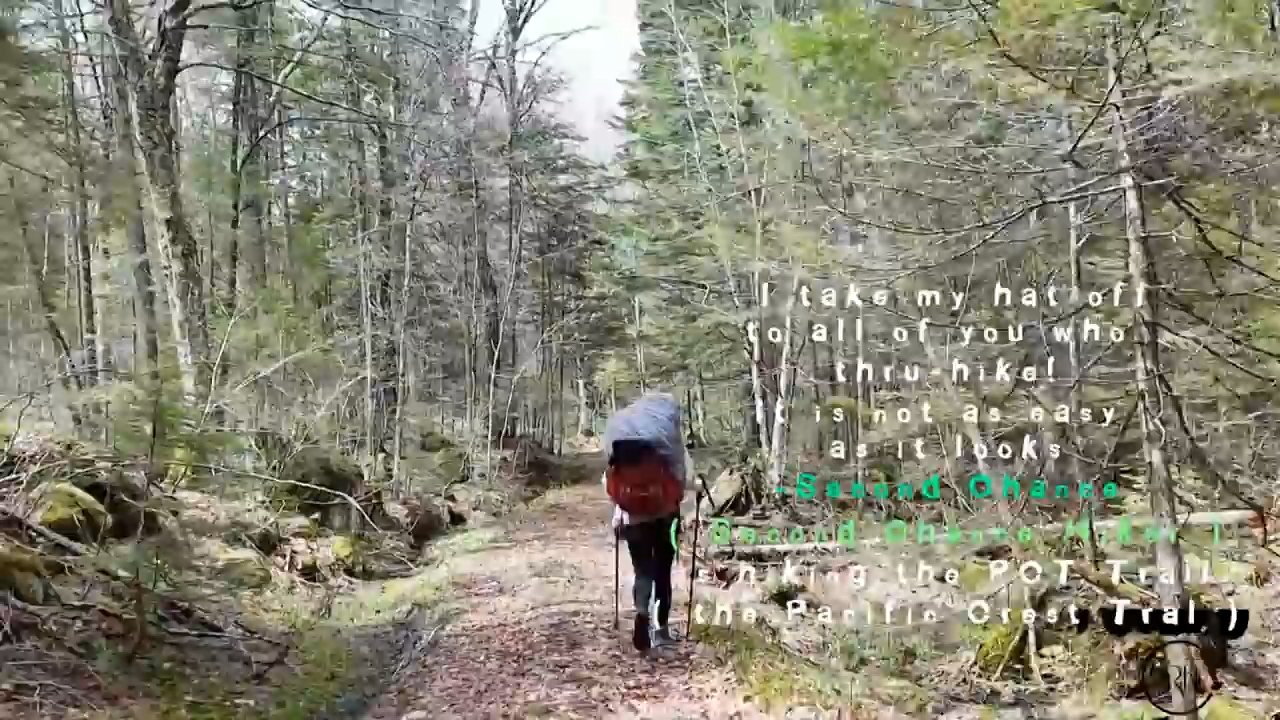 I take my hat off
to all of you who
thru-hike!
It is not as easy
as it looks
-Second Chance
( Second Chance Hiker )
is hiking the PCT Trail
the Pacific Crest Trail )